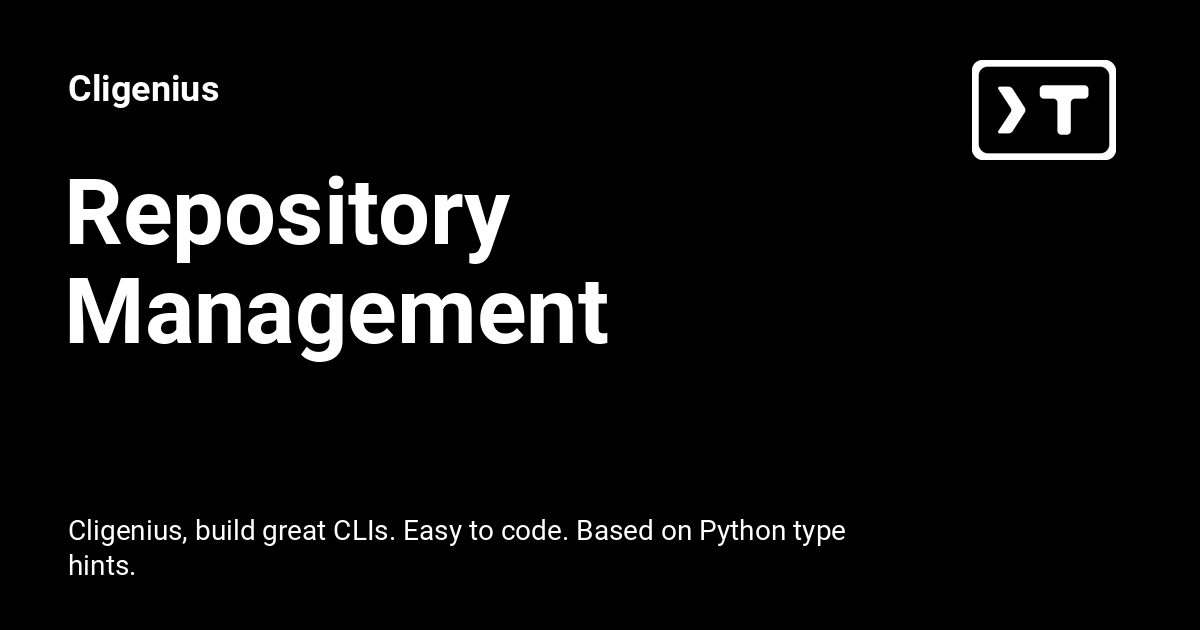 Cligenius
❯T
Repository
Management
Cligenius, build great CLIs. Easy to code. Based on Python type
hints.